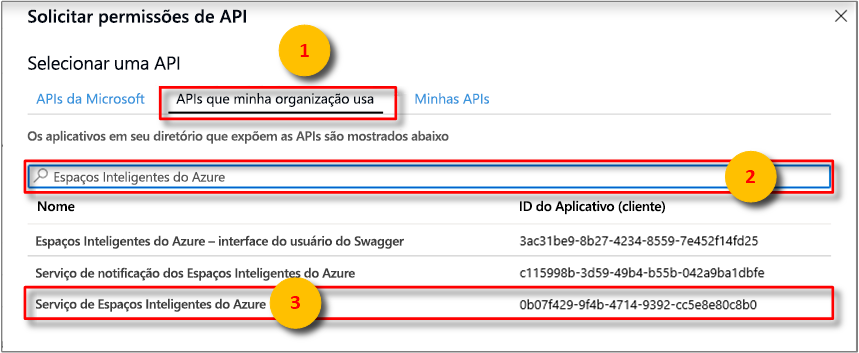 Solicitar permissões de API
1
Selecionar uma API
APIs da Microsoft APIs que minha organização usa Minhas APIs
Os aplicativos em seu diretório que expõem as APIs são mostrados abaixo
Espaços Inteligentes do Azure 2
Nome ID do Aplicativo (cliente)
Espaços Inteligentes do Azure – interface do usuário do Swagger 3ac31be9-8b27-4234-8559-7e452f14fd25
Serviço de notificação dos Espaços Inteligentes do Azure c115998b-3d59-49b4-b55b-042a9ba1dbfe
Serviço de Espaços Inteligentes do Azure 3 0b07f429-9f4b-4714-9392-cc5e8e80c8b0